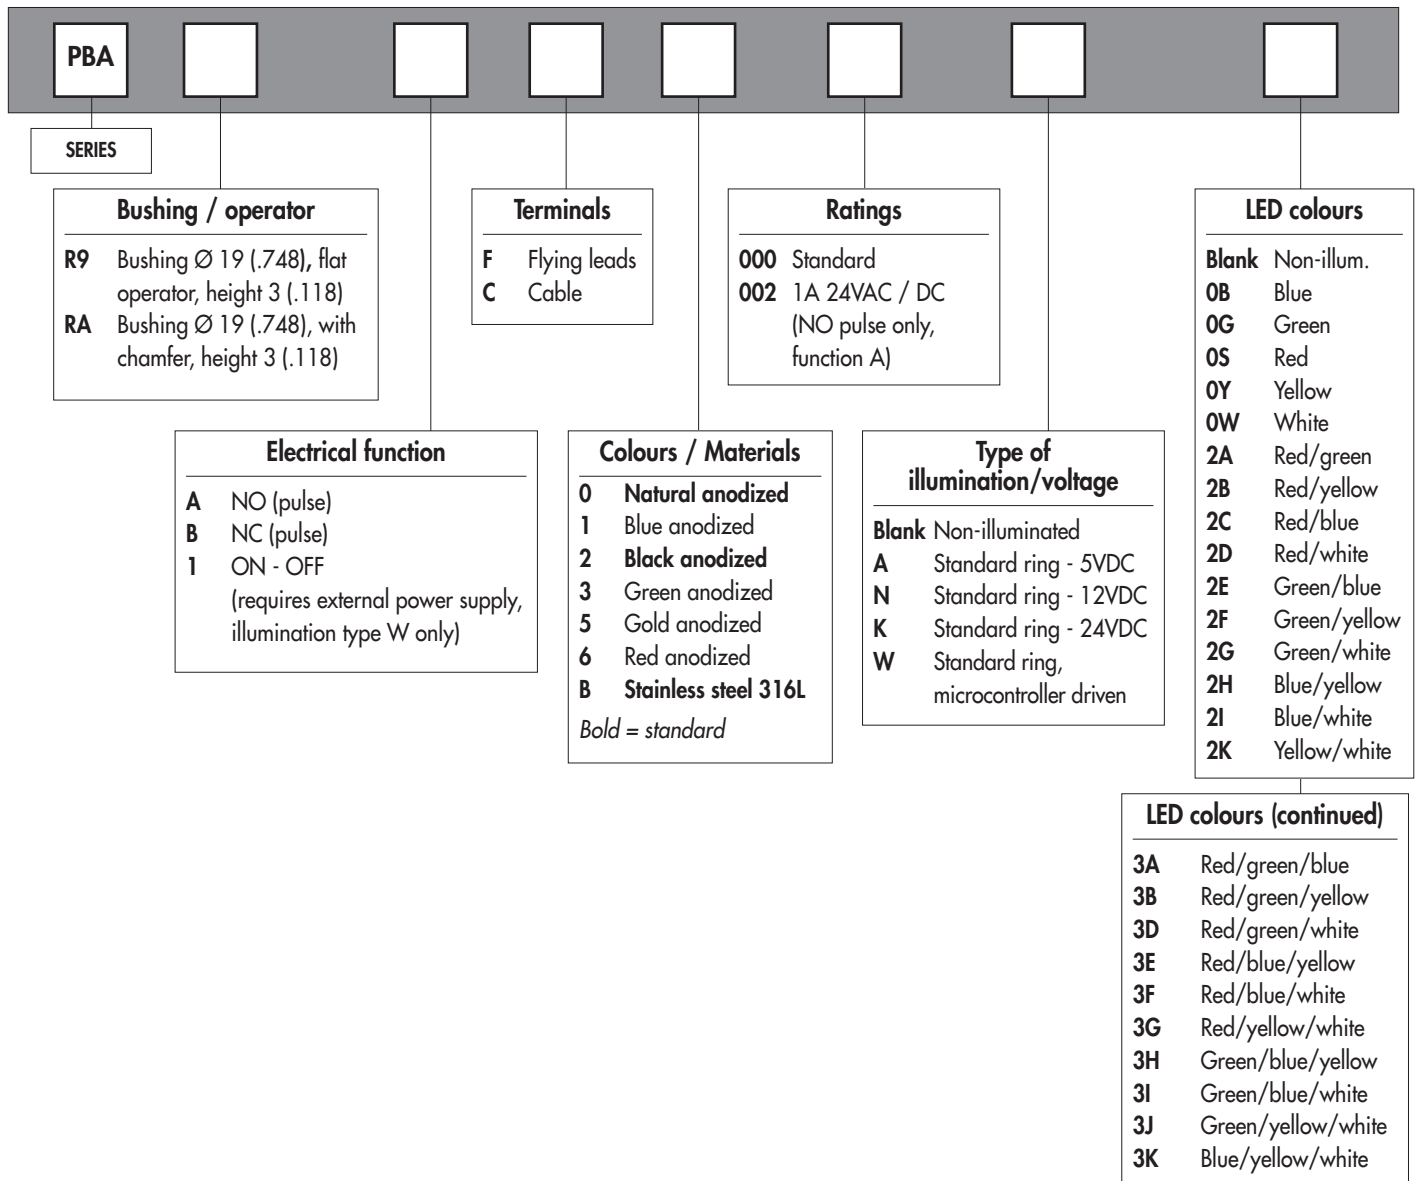 PBA
SERIES
Bushing / operator
R9 Bushing Ø 19 (.748), flat
operator, height 3 (.118)
RA Bushing Ø 19 (.748), with
chamfer, height 3 (.118)
Terminals
F Flying leads
C Cable
Ratings
000 Standard
002 1A 24VAC / DC
(NO pulse only,
function A)
LED colours
Blank Non-illum.
0B Blue
0G Green
0S Red
0Y Yellow
0W White
2A Red/green
2B Red/yellow
2C Red/blue
2D Red/white
2E Green/blue
2F Green/yellow
2G Green/white
2H Blue/yellow
2I Blue/white
2K Yellow/white
Electrical function
A NO (pulse)
B NC (pulse)
1 ON - OFF
(requires external power supply,
illumination type W only)
Colours / Materials
0 Natural anodized
1 Blue anodized
2 Black anodized
3 Green anodized
5 Gold anodized
6 Red anodized
B Stainless steel 316L
Bold = standard
Type of
illumination/voltage
Blank Non-illuminated
A Standard ring - 5VDC
N Standard ring - 12VDC
K Standard ring - 24VDC
W Standard ring,
microcontroller driven
LED colours (continued)
3A Red/green/blue
3B Red/green/yellow
3D Red/green/white
3E Red/blue/yellow
3F Red/blue/white
3G Red/yellow/white
3H Green/blue/yellow
3I Green/blue/white
3J Green/yellow/white
3K Blue/yellow/white